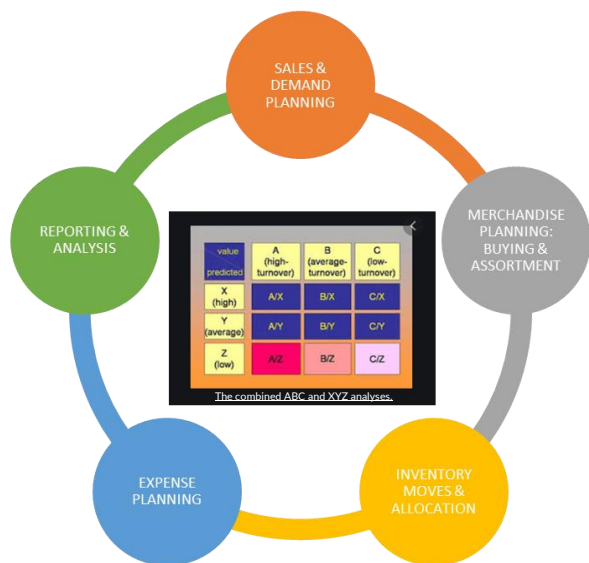 SALES &
DEMAND
PLANNING
REPORTING &
ANALYSIS
MERCHANDISE
PLANNING:
BUYING &
ASSORTMENT
value
predicted
A
(high-
turnover)
B
(average-
turnover)
C
(low-
turnover)
X
(high)
A/X
B/X
C/X
Y
(average)
A/Y
B/Y
C/Y
Z
(low)
A/Z
B/Z
C/Z
The combined ABC and XYZ analyses.
EXPENSE
PLANNING
INVENTORY
MOVES &
ALLOCATION